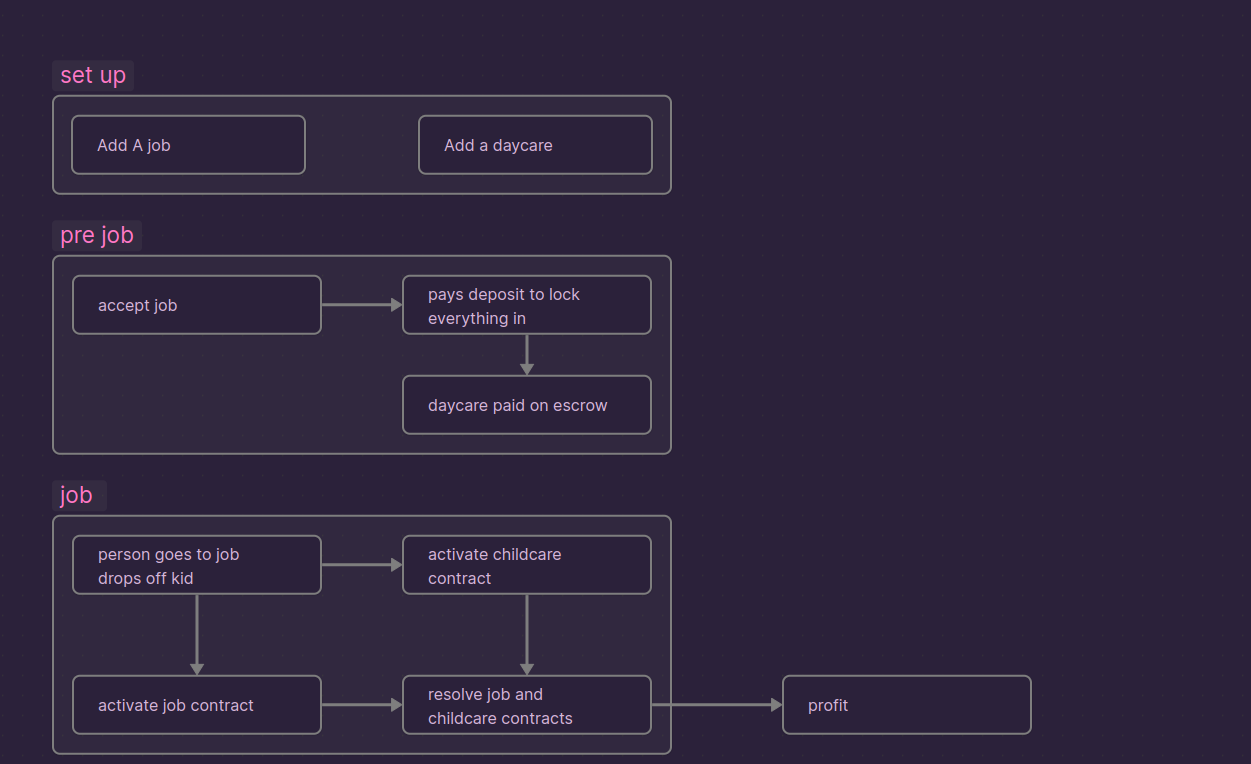 set up
Add A job
Add a daycare
pre job
accept job
pays deposit to lock
everything in
daycare paid on escrow
job
person goes to job
drops off kid
activate childcare
contract
activate job contract
resolve job and
childcare contracts
profit